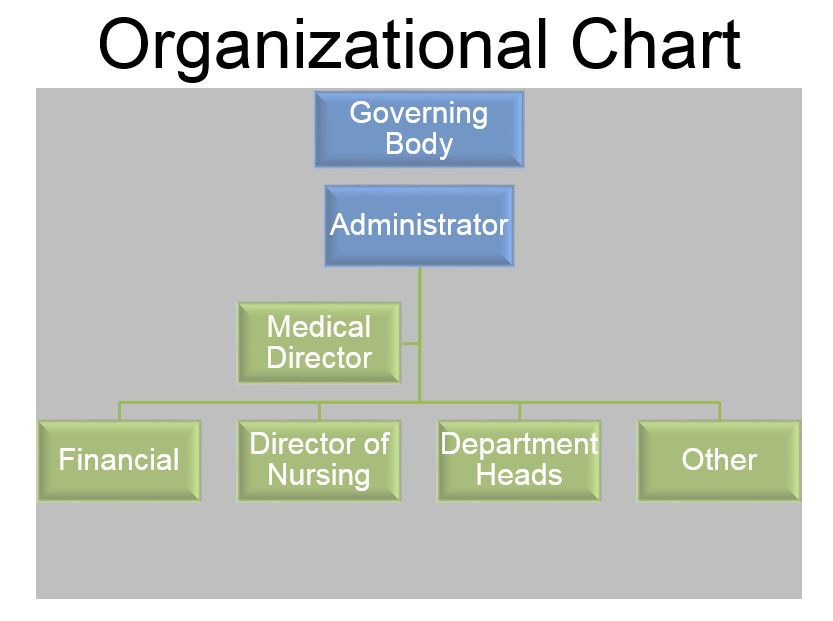 Organizational Chart
Governing
Body
Administrator
Medical
Director
Financial
Director of
Nursing
Department
Heads
Other